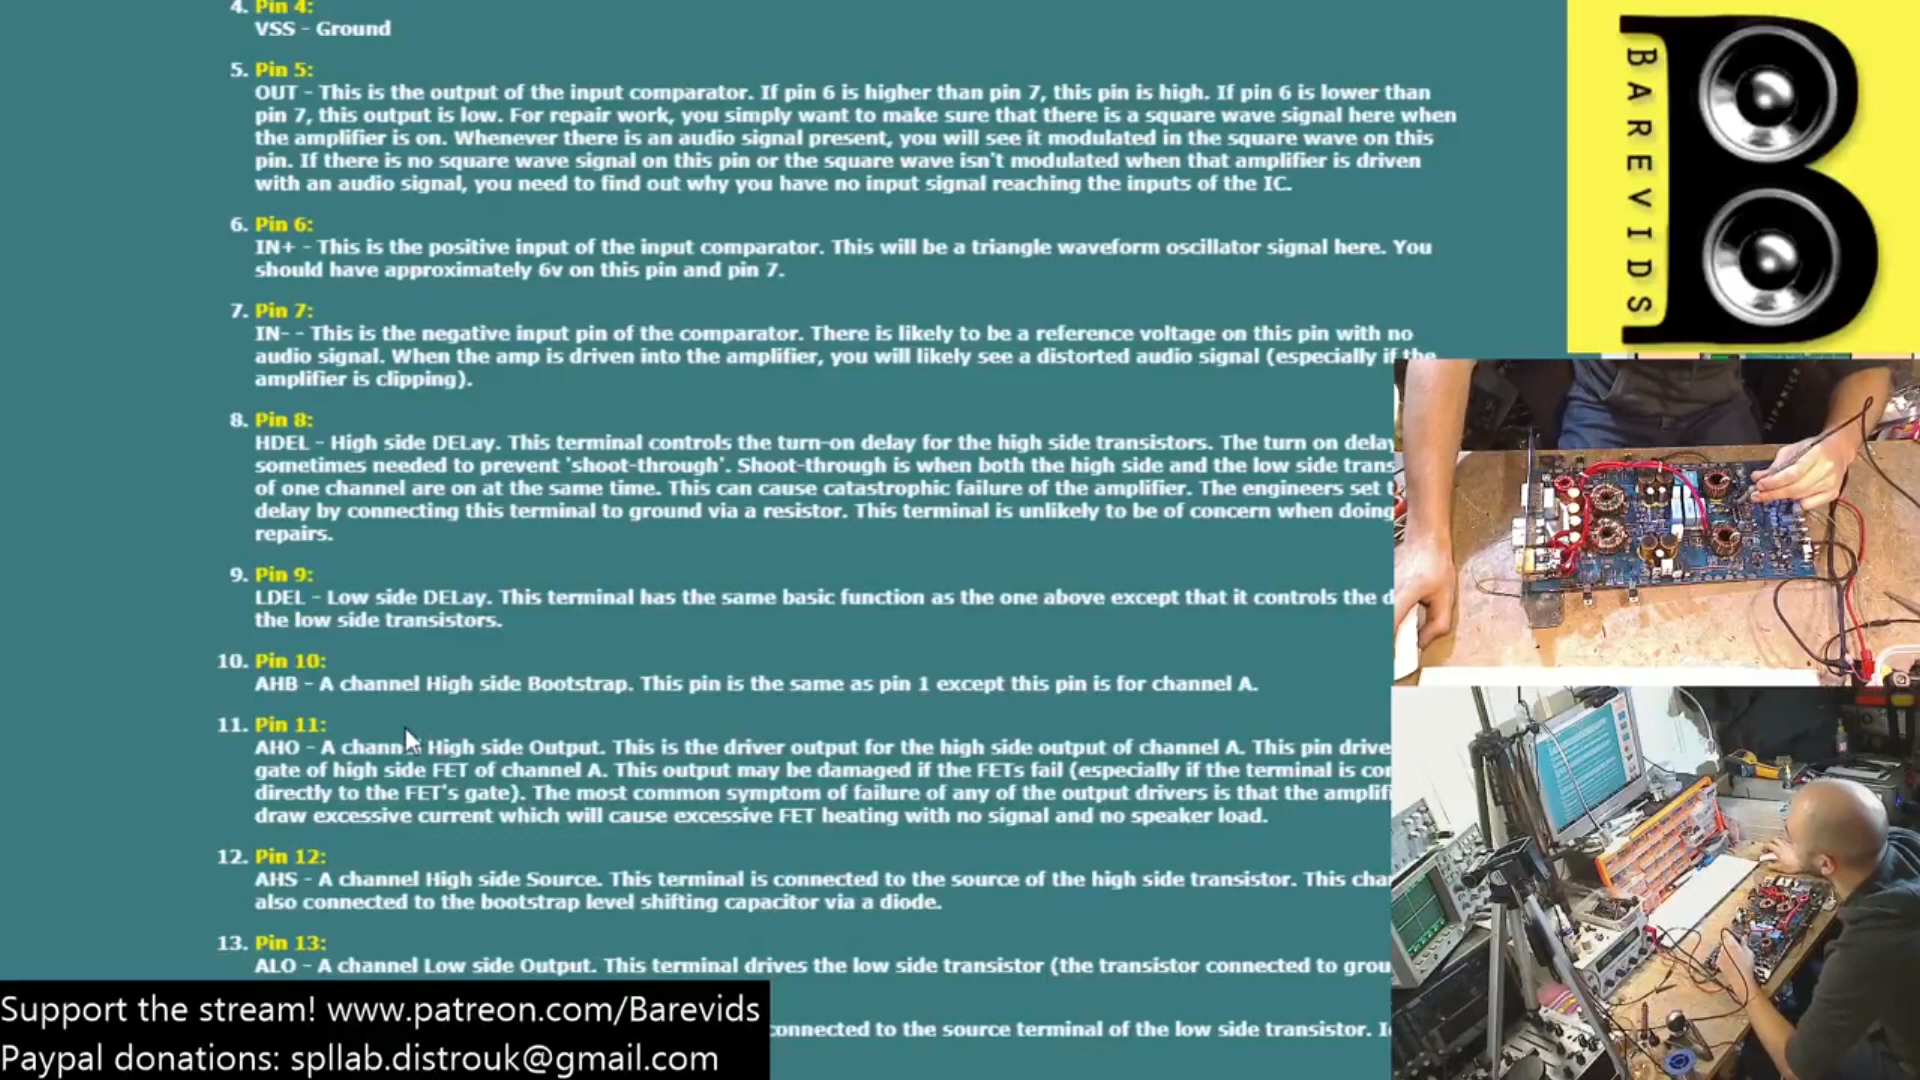 4. Pin 4:
VSS - Ground
5. Pin 5:
OUT - This is the output of the input comparator. If pin 6 is higher than pin 7, this pin is high. If pin 6 is lower than
pin 7, this output is low. For repair work, you simply want to make sure that there is a square wave signal here when
the amplifier is on. Whenever there is an audio signal present, you will see it modulated in the square wave on this
pin. If there is no square wave signal on this pin or the square wave isn't modulated when that amplifier is driven
with an audio signal, you need to find out why you have no input signal reaching the inputs of the IC.
6. Pin 6:
IN+ - This is the positive input of the input comparator. This will be a triangle waveform oscillator signal here. You
should have approximately 6v on this pin and pin 7.
7. Pin 7:
IN- - This is the negative input pin of the comparator. There is likely to be a reference voltage on this pin with no
audio signal. When the amp is driven into the amplifier, you will likely see a distorted audio signal (especially if the
amplifier is clipping).
8. Pin 8:
HDEL - High side DELay. This terminal controls the turn-on delay for the high side transistors. The turn on delay
sometimes needed to prevent 'shoot-through'. Shoot-through is when both the high side and the low side trans
of one channel are on at the same time. This can cause catastrophic failure of the amplifier. The engineers set t
delay by connecting this terminal to ground via a resistor. This terminal is unlikely to be of concern when doing
repairs.
9. Pin 9:
LDEL - Low side DELay. This terminal has the same basic function as the one above except that it controls the d
the low side transistors.
10. Pin 10:
AHB - A channel High side Bootstrap. This pin is the same as pin 1 except this pin is for channel A.
11. Pin 11:
AHO - A channel High side Output. This is the driver output for the high side output of channel A. This pin drive
gate of high side FET of channel A. This output may be damaged if the FETs fail (especially if the terminal is con
directly to the FET's gate). The most common symptom of failure of any of the output drivers is that the amplifi
draw excessive current which will cause excessive FET heating with no signal and no speaker load.
12. Pin 12:
AHS - A channel High side Source. This terminal is connected to the source of the high side transistor. This char
also connected to the bootstrap level shifting capacitor via a diode.
13. Pin 13:
ALO - A channel Low side Output. This terminal drives the low side transistor (the transistor connected to grou
connected to the source terminal of the low side transistor. I
Support the stream! www.patreon.com/Barevids
Paypal donations: spllab.distrouk@gmail.com
BAREVIDS